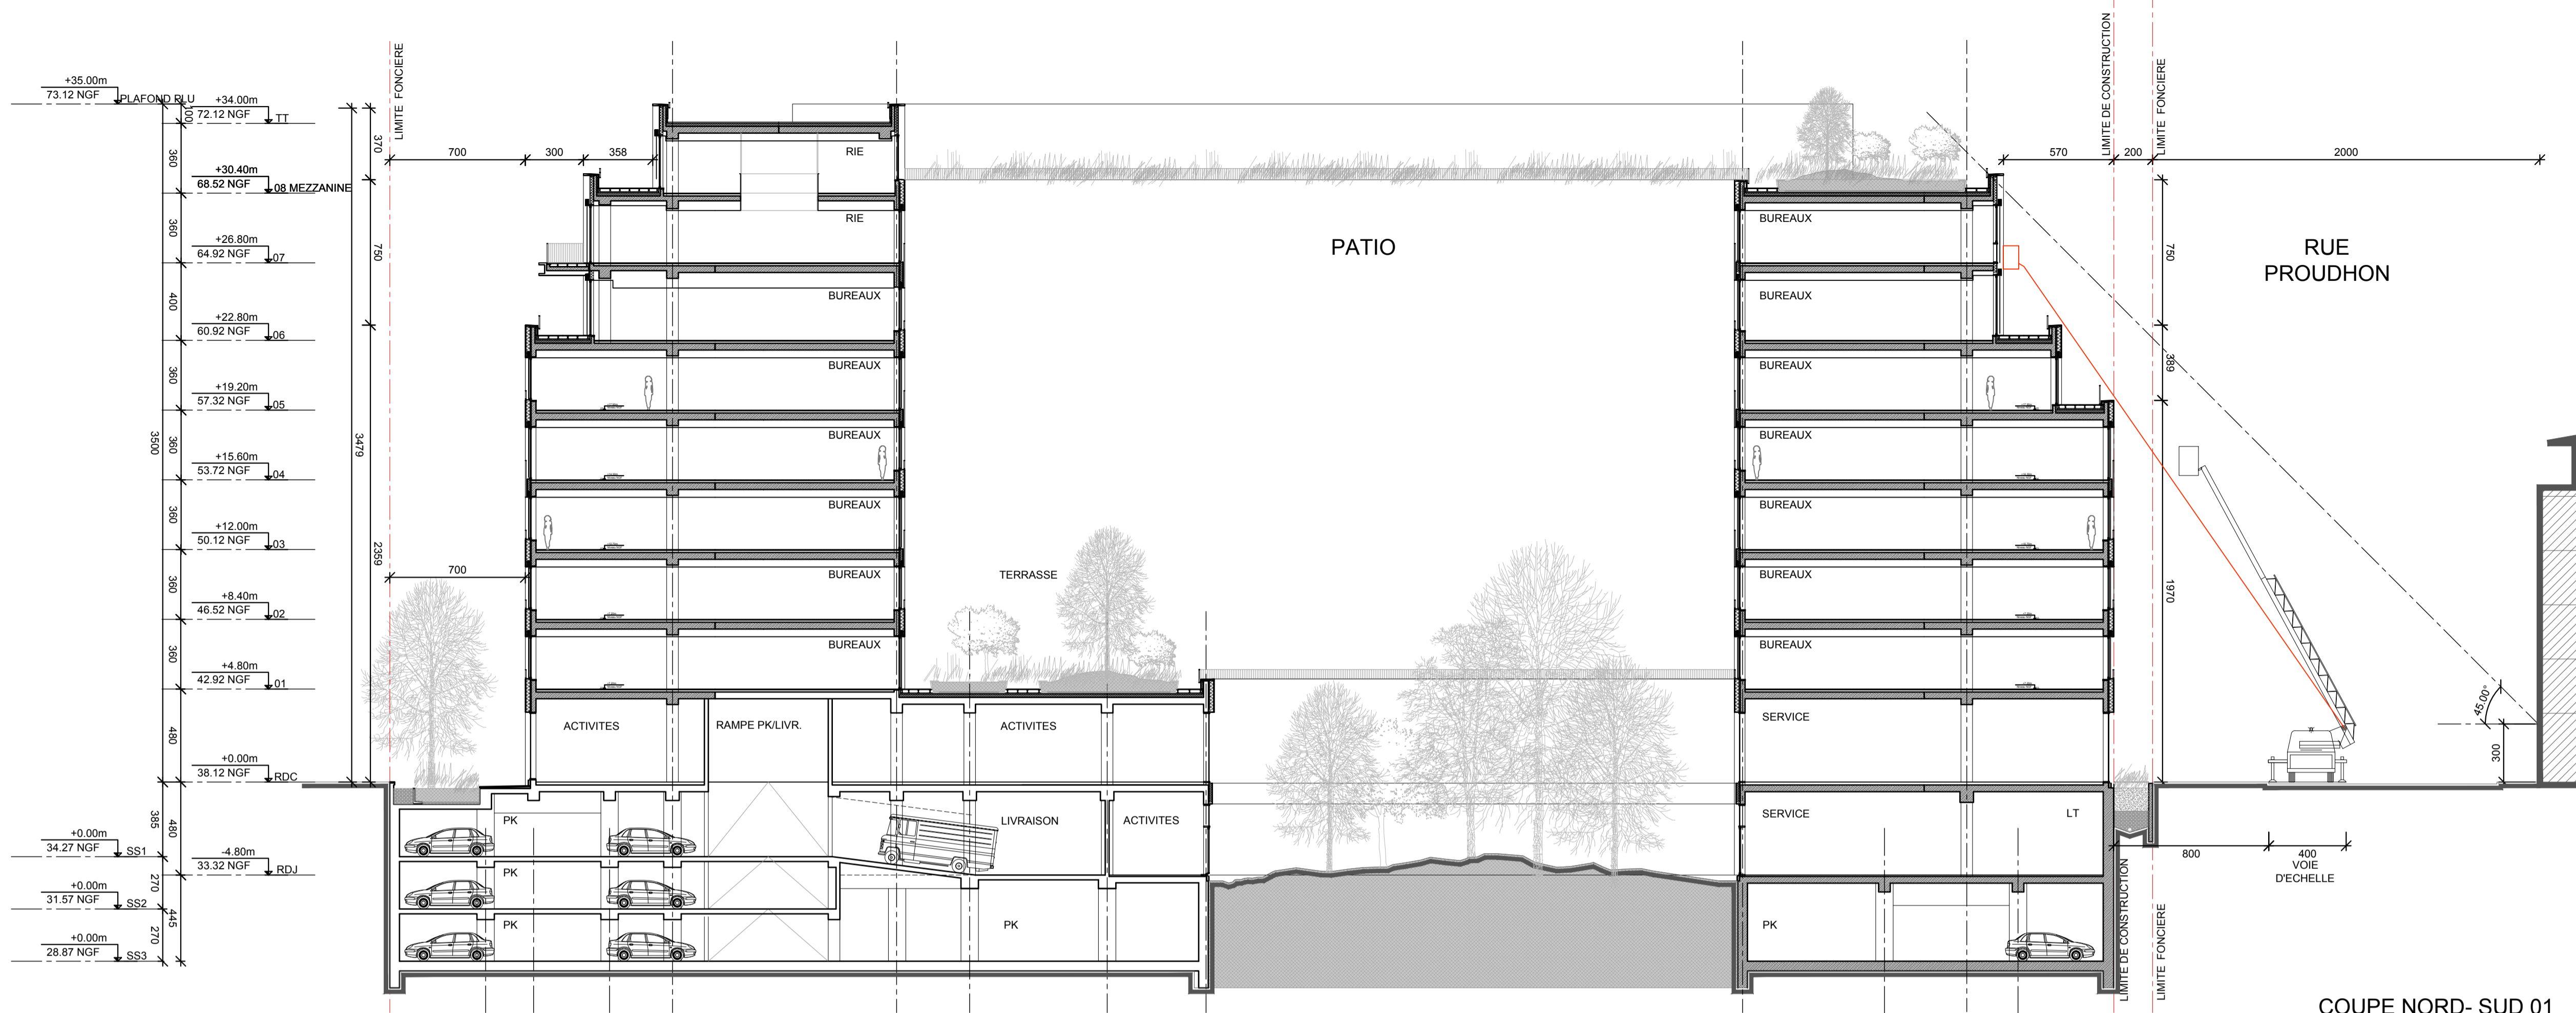 +35.00m
73.12 NGF
PLAFOND PLU
+34.00m
72.12 NGF
TT
+30.40m
68.52 NGF
08 MEZZANINE
+26.80m
64.92 NGF
07
+22.80m
60.92 NGF
06
+19.20m
57.32 NGF
05
+15.60m
53.72 NGF
04
+12.00m
50.12 NGF
03
+8.40m
46.52 NGF
02
+4.80m
42.92 NGF
01
+0.00m
38.12 NGF
RDC
+0.00m
34.27 NGF
SS1
-4.80m
33.32 NGF
RDJ
+0.00m
31.57 NGF
SS2
+0.00m
28.87 NGF
SS3
3500
385
270
270
100
360
360
400
360
360
360
360
360
480
480
445
3479
370
750
2359
LIMITE FONCIERE
700
300
358
700
RIE
RIE
BUREAUX
BUREAUX
BUREAUX
BUREAUX
BUREAUX
BUREAUX
ACTIVITES
RAMPE PK/LIVR.
ACTIVITES
TERRASSE
PK
LIVRAISON
ACTIVITES
PK
PK
PK
PATIO
BUREAUX
BUREAUX
BUREAUX
BUREAUX
BUREAUX
BUREAUX
BUREAUX
SERVICE
SERVICE
LT
PK
LIMITE DE CONSTRUCTION
LIMITE FONCIERE
570
200
2000
750
389
1970
RUE
PROUDHON
45.00°
300
800
400
VOIE
D'ECHELLE
LIMITE DE CONSTRUCTION
LIMITE FONCIERE
COUPE NORD- SUD 01